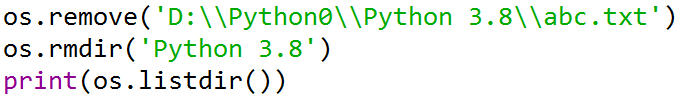 os.remove('D:\\Python0\\Python 3.8\\abc.txt')
os.rmdir('Python 3.8')
print(os.listdir())